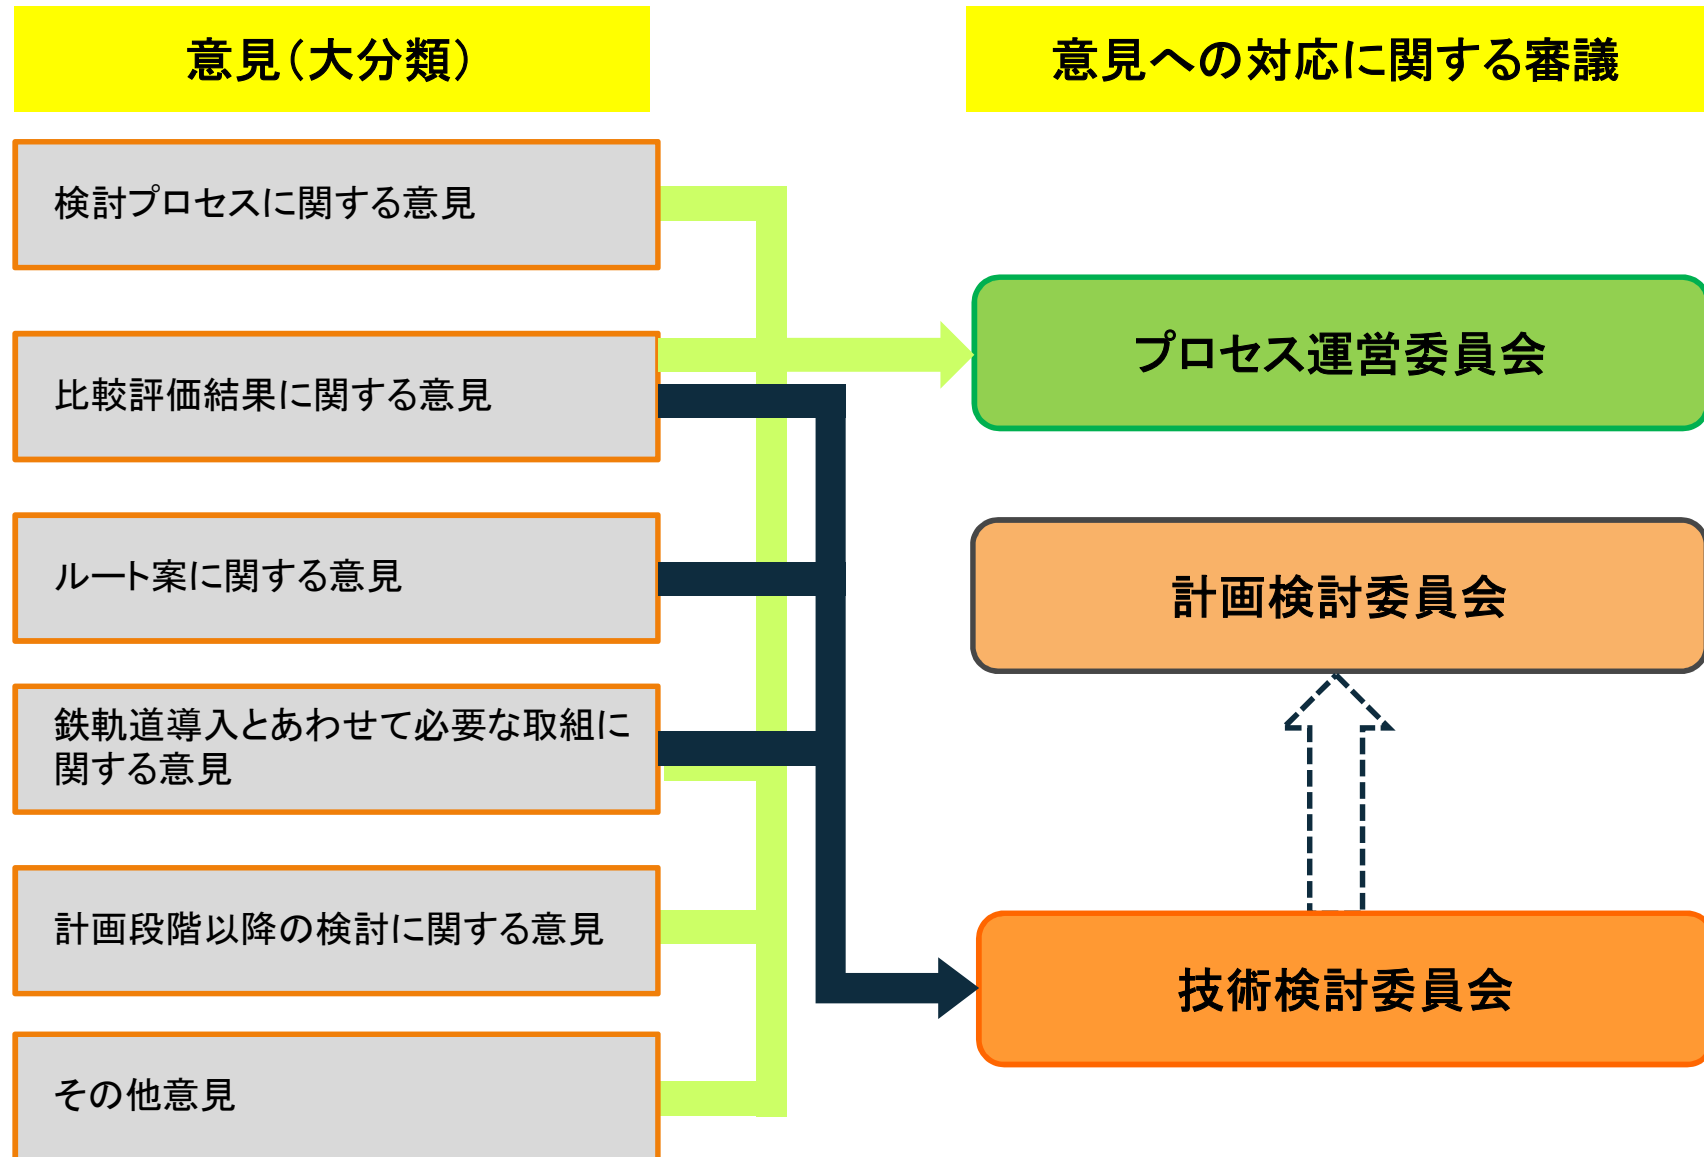 意見（大分類）
意見への対応に関する審議
検討プロセスに関する意見
比較評価結果に関する意見
ルート案に関する意見
鉄軌道導入とあわせて必要な取組に
関する意見
計画段階以降の検討に関する意見
その他意見
プロセス運営委員会
計画検討委員会
技術検討委員会